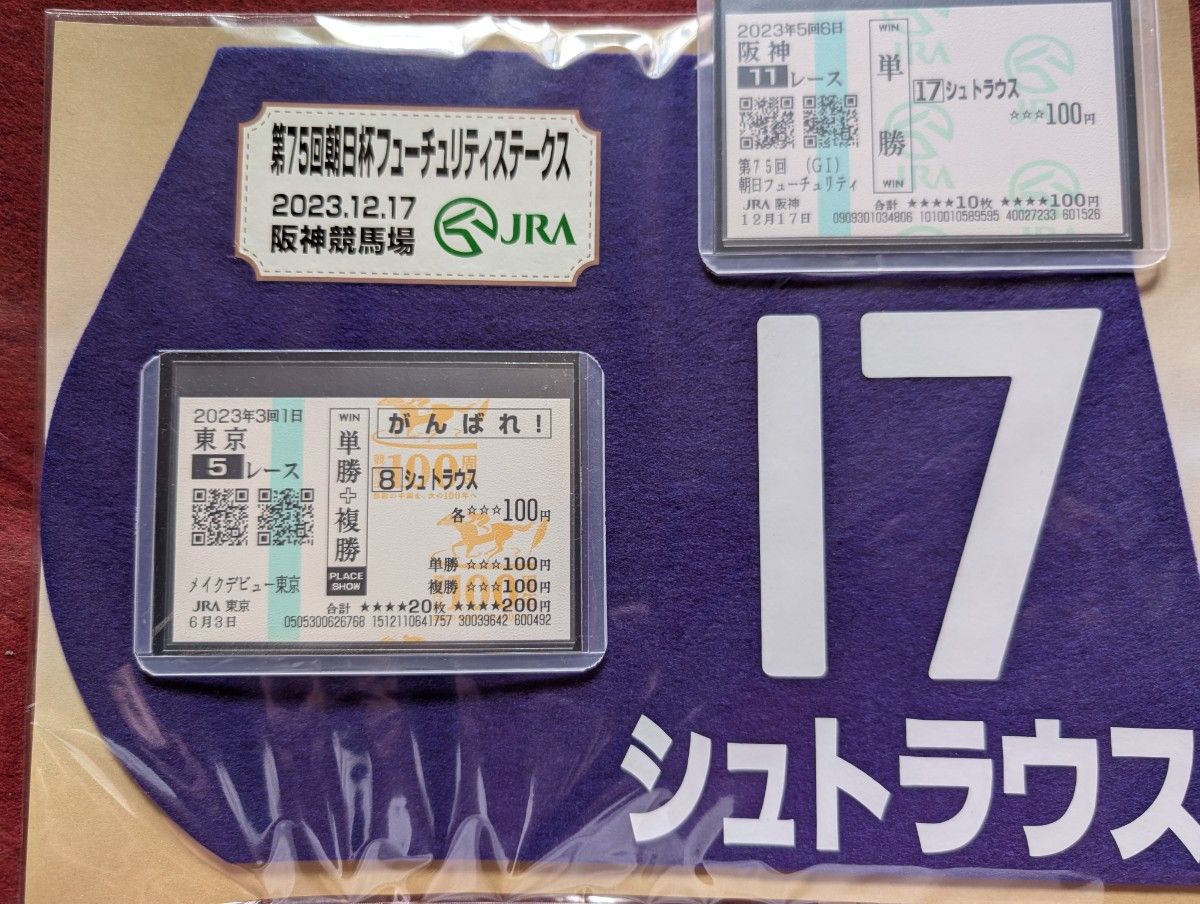 第75回朝日杯フューチュリティステークス
2023.12.17
阪神競馬場
JRA
2023年5回6日
阪神
11レース
WIN
単勝
WIN
17シュトラウス
☆☆☆100円
第75回 (GI)
朝日フューチュリティ
JRA 阪神
12月17日
合計 ★★★★10枚 ★★★★100円
0909301034806 1010010589595 40027233 601526
JRA
2023年3回1日
東京
5レース
WIN
単勝+複勝
PLACE
SHOW
がんばれ!
8シュトラウス
各☆☆☆100円
単勝 ☆☆☆100円
複勝 ☆☆☆100円
メイクデビュー東京
JRA 東京
6月3日
合計 ★★★★20枚 ★★★★200円
0505300626768 1512110641757 30039642 600492
100
17
シュトラウス